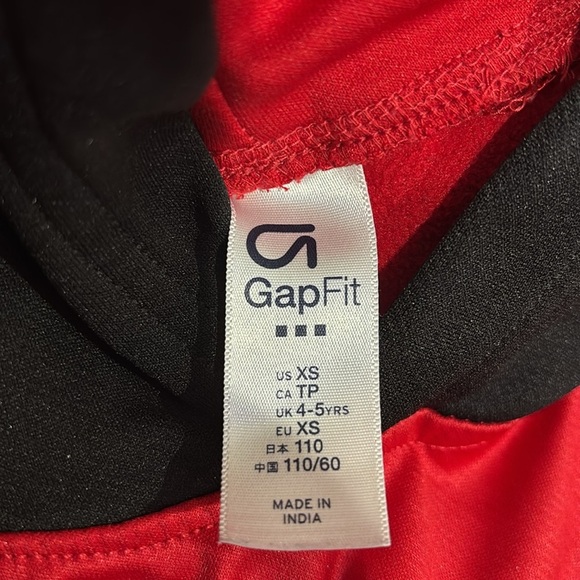 GapFit
US XS
CA TP
UK 4-5YRS
EU XS
日本 110
中国 110/60
MADE IN
INDIA